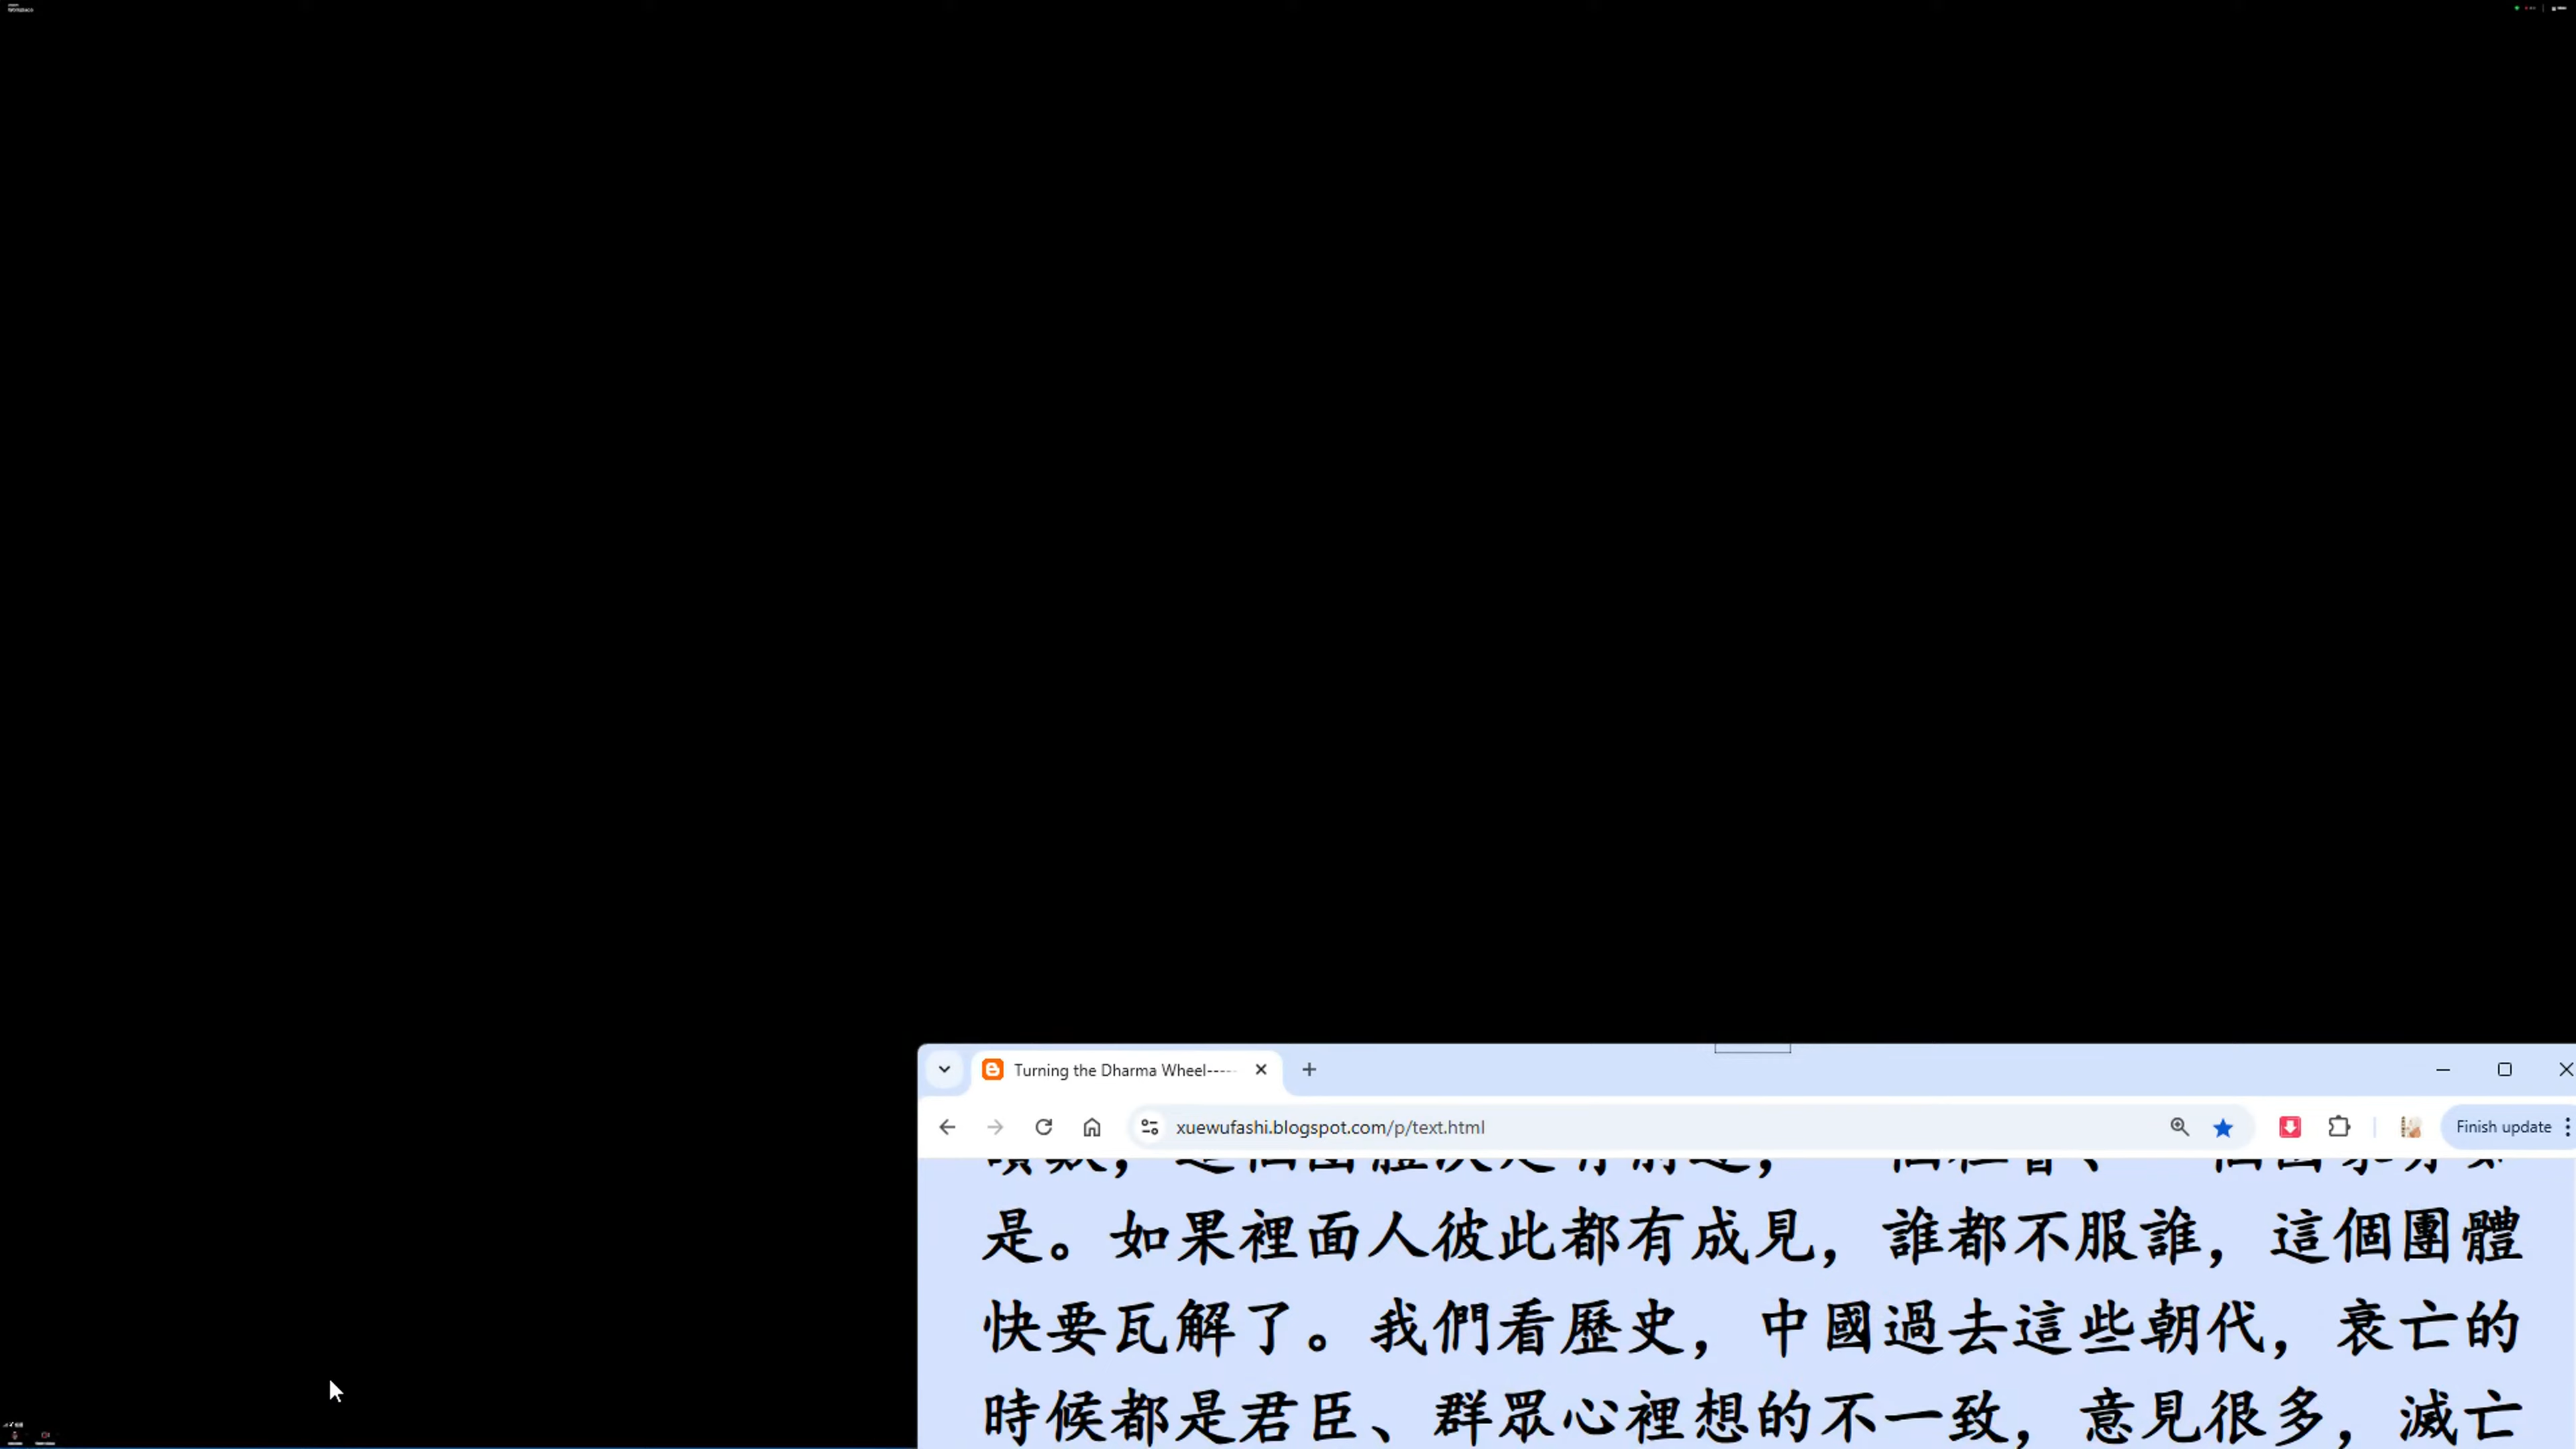 Turning the Dharma Wheel-----
xuewufashi.blogspot.com/p/text.html
Finish update
是。如果裡面人彼此都有成見，誰都不服誰，這個團體
快要瓦解了。我們看歷史，中國過去這些朝代，衰亡的
時候都是君臣、群眾心裡想的不一致，意見很多，滅亡